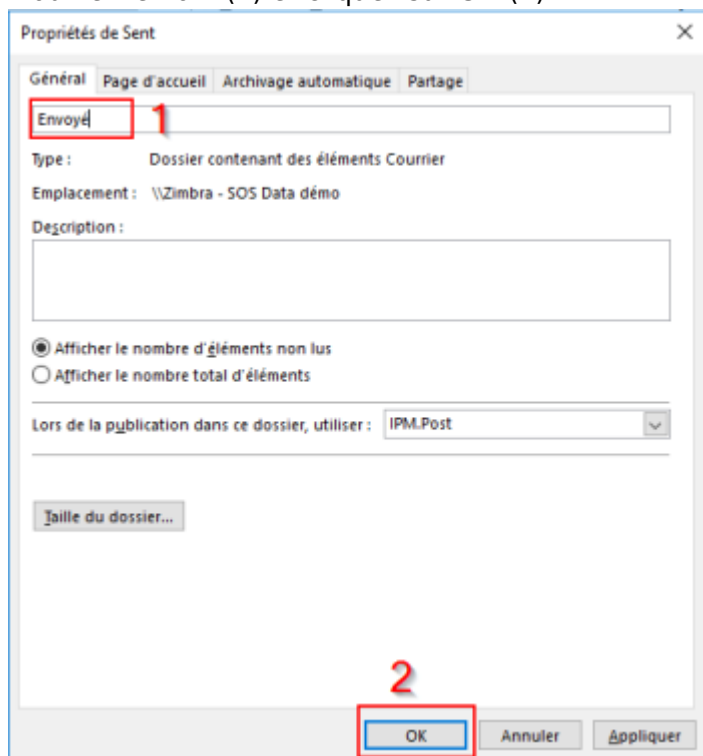 Propriétés de Sent
Général Page d'accueil Archivage automatique Partage
Envoyé 1
Type : Dossier contenant des éléments Courrier
Emplacement : \\Zimbra - SOS Data démo
Description :
Afficher le nombre d'éléments non lus
Afficher le nombre total d'éléments
Lors de la publication dans ce dossier, utiliser : IPM.Post
Taille du dossier...
2
OK Annuler Appliquer